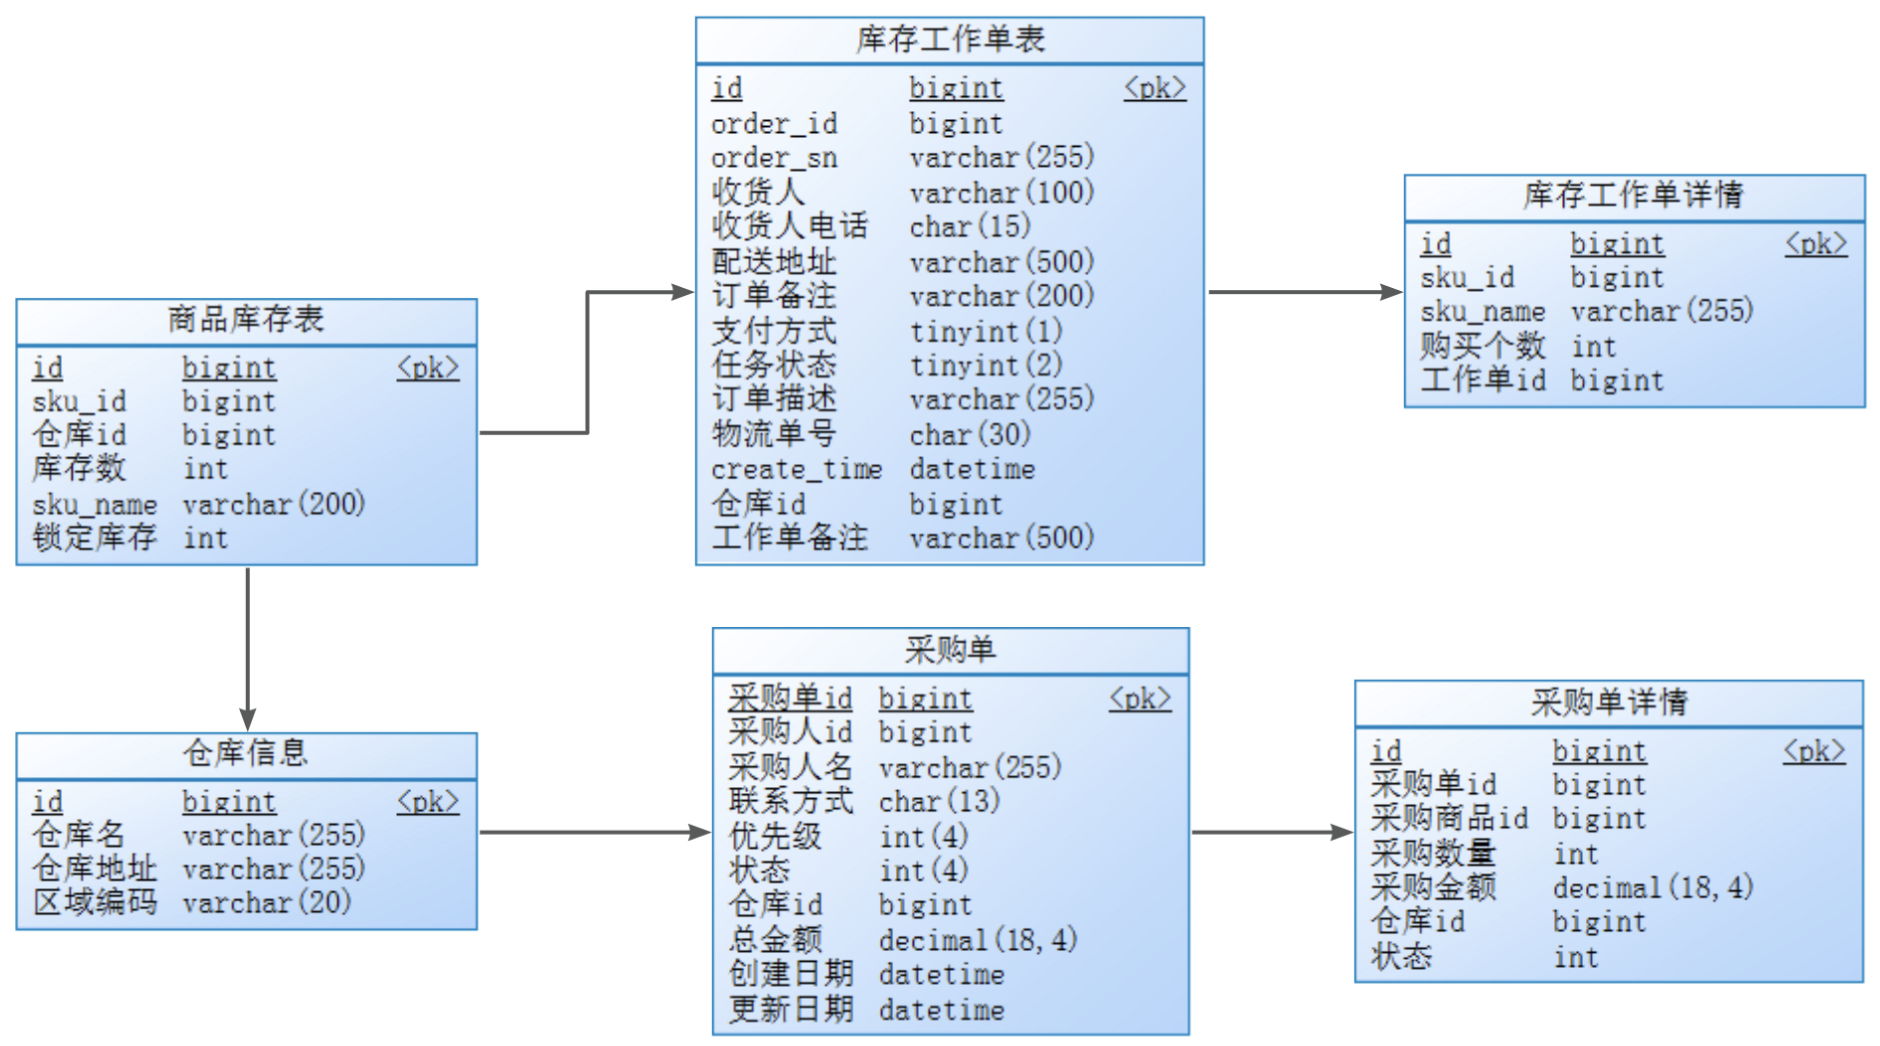 库存工作单表
id bigint <pk>
order_id bigint
order_sn varchar(255)
收货人 varchar(100)
收货人电话 char(15)
配送地址 varchar(500)
订单备注 varchar(200)
支付方式 tinyint(1)
任务状态 tinyint(2)
订单描述 varchar(255)
物流单号 char(30)
create_time datetime
仓库id bigint
工作单备注 varchar(500)
库存工作单详情
id bigint <pk>
sku_id bigint
sku_name varchar(255)
购买个数 int
工作单id bigint
商品库存表
id bigint <pk>
sku_id bigint
仓库id bigint
库存数 int
sku_name varchar(200)
锁定库存 int
仓库信息
id bigint <pk>
仓库名 varchar(255)
仓库地址 varchar(255)
区域编码 varchar(20)
采购单
采购单id bigint <pk>
采购人id bigint
采购人名 varchar(255)
联系方式 char(13)
优先级 int(4)
状态 int(4)
仓库id bigint
总金额 decimal(18,4)
创建日期 datetime
更新日期 datetime
采购单详情
id bigint <pk>
采购单id bigint
采购商品id bigint
采购数量 int
采购金额 decimal(18,4)
仓库id bigint
状态 int